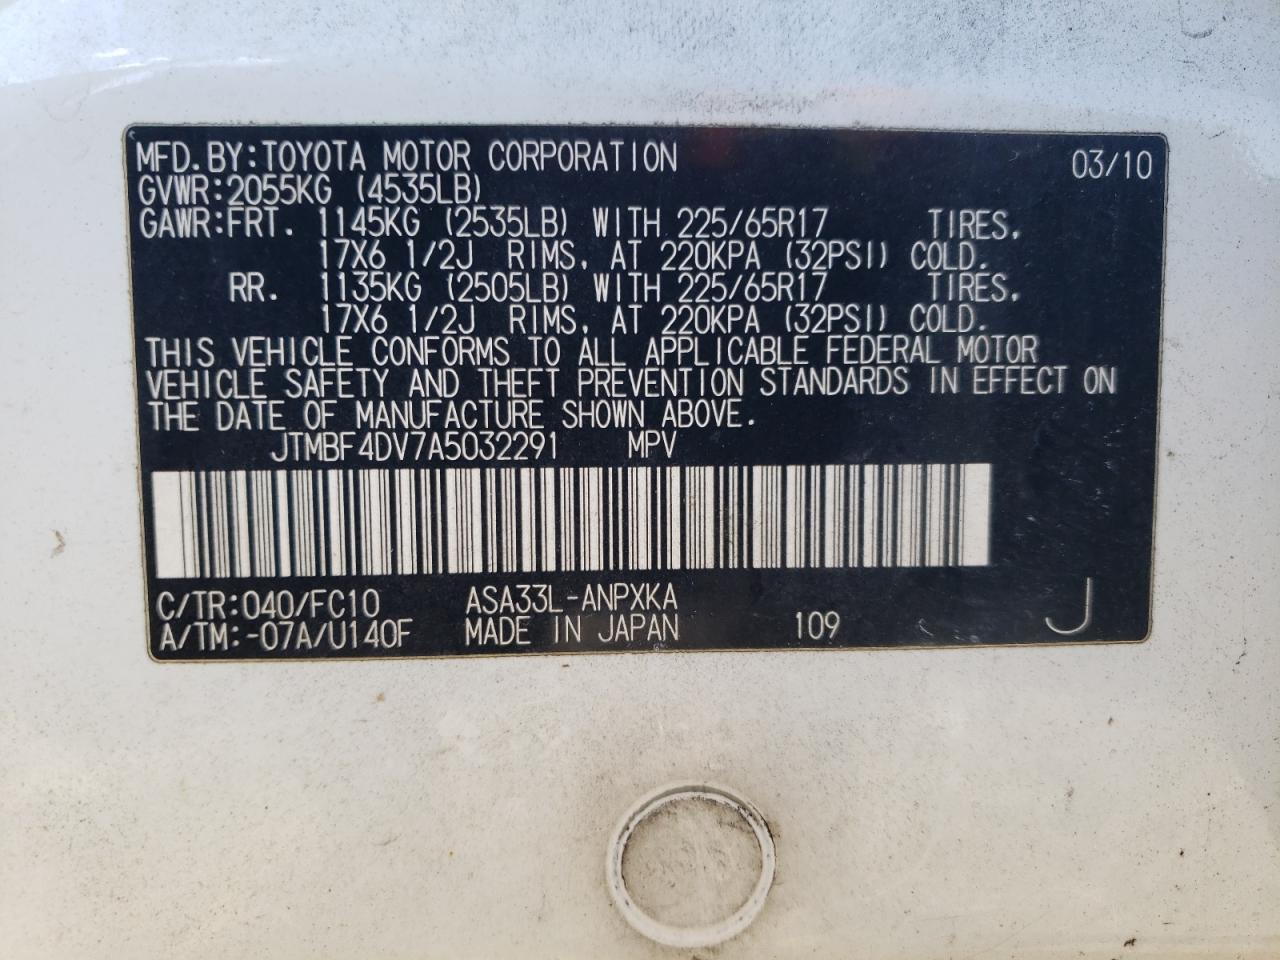 MFD.BY:TOYOTA MOTOR CORPORATION 03/10
GVWR:2055KG (4535LB)
GAWR:FRT. 1145KG (2535LB) WITH 225/65R17 TIRES,
17X6 1/2J RIMS, AT 220KPA (32PSI) COLD.
RR. 1135KG (2505LB) WITH 225/65R17 TIRES,
17X6 1/2J RIMS, AT 220KPA (32PSI) COLD.
THIS VEHICLE CONFORMS TO ALL APPLICABLE FEDERAL MOTOR
VEHICLE SAFETY AND THEFT PREVENTION STANDARDS IN EFFECT ON
THE DATE OF MANUFACTURE SHOWN ABOVE.
JTMBF4DV7A5032291 MPV
C/TR:040/FC10 ASA33L-ANPXKA
A/TM:-07A/U140F MADE IN JAPAN 109 J